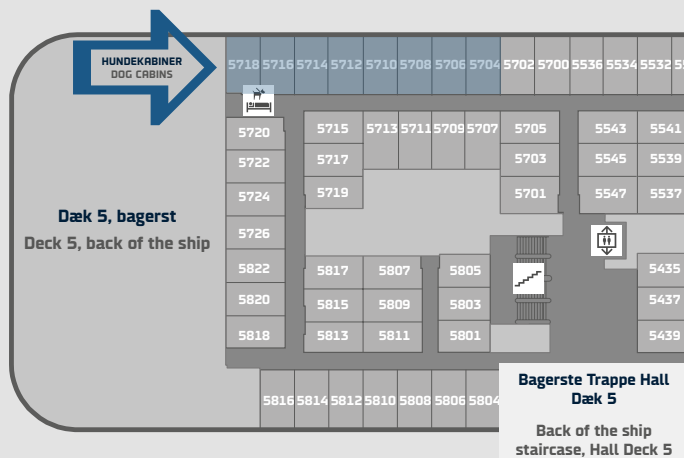 HUNDEKABINER
DOG CABINS
5718 5716 5714 5712 5710 5708 5706 5704 5702 5700 5536 5534 5532
5720 5715 5713 5711 5709 5707 5705 5543 5541
5722 5717 5703 5545 5539
5724 5719 5701 5547 5537
Dæk 5, bagerst
Deck 5, back of the ship
5726
5822 5817 5807 5805 5435
5820 5815 5809 5803 5437
5818 5813 5811 5801 5439
5816 5814 5812 5810 5808 5806 5804
Bagerste Trappe Hall
Dæk 5
Back of the ship
staircase, Hall Deck 5